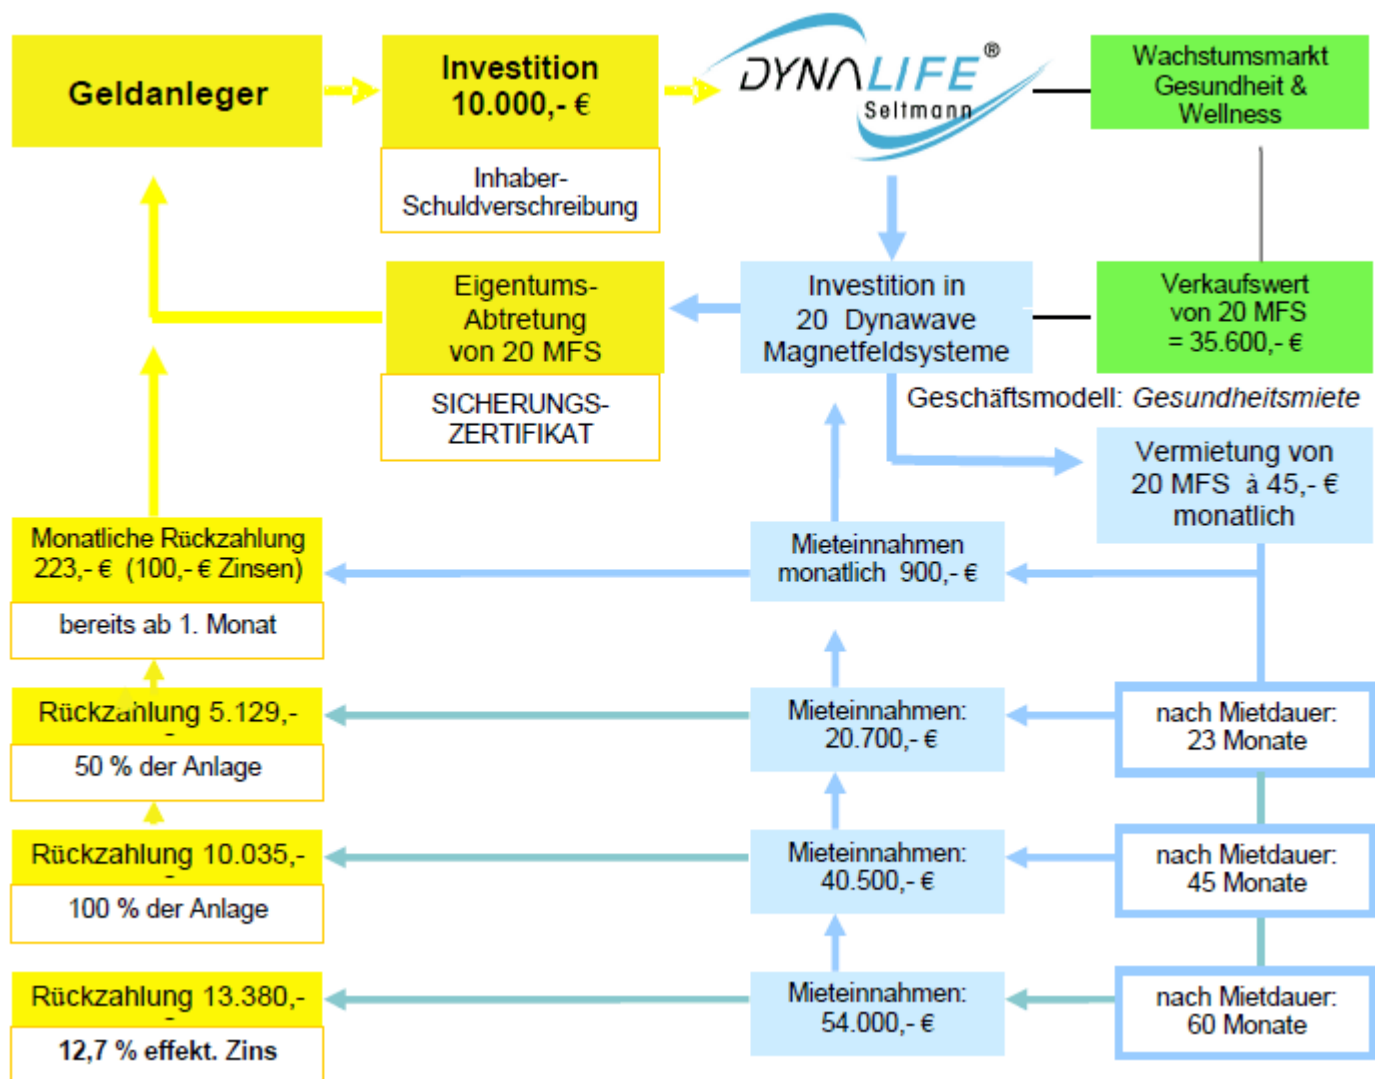 Geldanleger
Investition
10.000,- €
Inhaber-
Schuldverschreibung
DYNALIFE®
Seltmann
Wachstumsmarkt
Gesundheit &
Wellness
Eigentums-
Abtretung
von 20 MFS
SICHERUNGS-
ZERTIFIKAT
Investition in
20 Dynawave
Magnetfeldsysteme
Verkaufswert
von 20 MFS
= 35.600,- €
Geschäftsmodell: Gesundheitsmiete
Vermietung von
20 MFS à 45,- €
monatlich
Monatliche Rückzahlung
223,- € (100,- € Zinsen)
bereits ab 1. Monat
Mieteinnahmen
monatlich 900,- €
Rückzahlung 5.129,-
50 % der Anlage
Mieteinnahmen:
20.700,- €
nach Mietdauer:
23 Monate
Rückzahlung 10.035,-
100 % der Anlage
Mieteinnahmen:
40.500,- €
nach Mietdauer:
45 Monate
Rückzahlung 13.380,-
12,7 % effekt. Zins
Mieteinnahmen:
54.000,- €
nach Mietdauer:
60 Monate